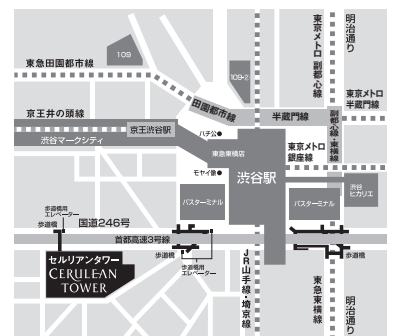 109
東急田園都市線
109-2
東京メトロ 副都心線
明治通り
東京メトロ
半蔵門線
田園都市線
半蔵門線
京王井の頭線
京王渋谷駅
ハチ公
渋谷マークシティ
東急東横店
東京メトロ
銀座線
副都心線・東横線
モヤイ像
渋谷駅
渋谷
ヒカリエ
バスターミナル
バスターミナル
歩道橋用
エレベーター
歩道橋
国道246号
首都高速3号線
セルリアンタワー
CERULEAN
TOWER
歩道橋
歩道橋用
エレベーター
歩道橋
JR山手線・埼京線
東急東横線
明治通り